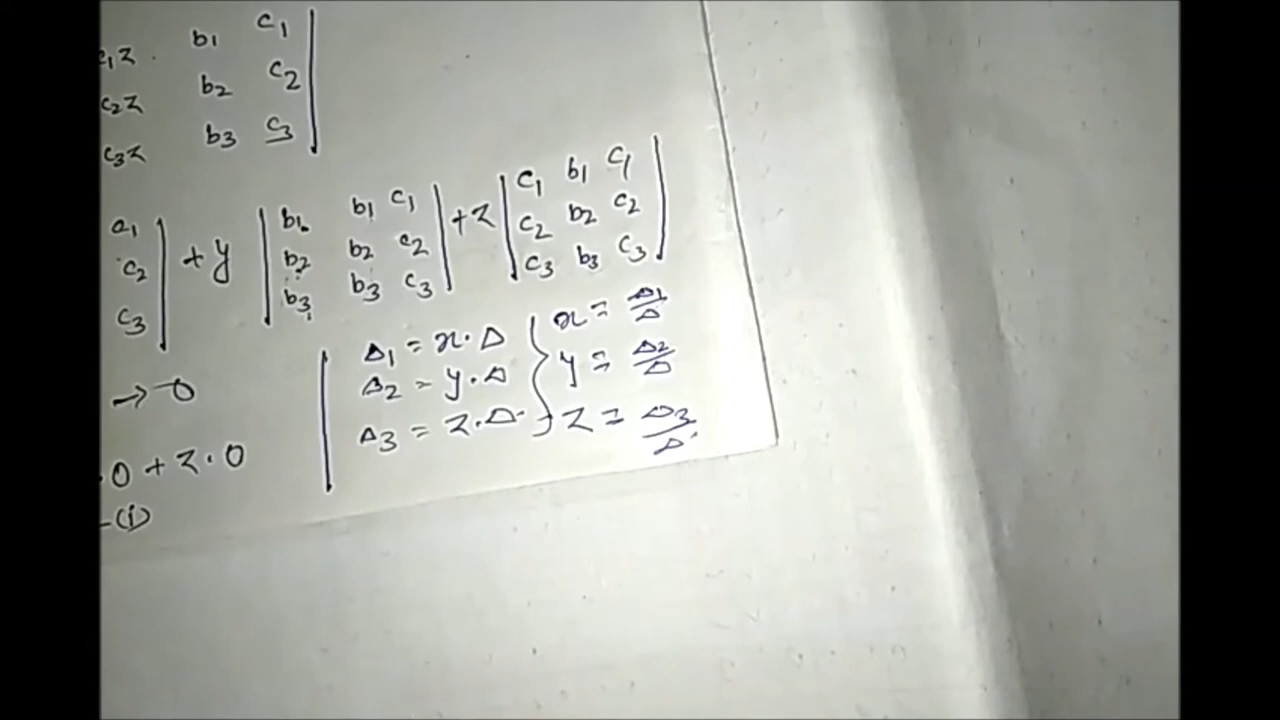 c₁z b₁ c₁ |
c₂z b₂ c₂ |
c₃z b₃ c₃ |
c₁ | + y | b₁ b₁ c₁ | + z | c₁ b₁ c₁ |
c₂ | | b₂ b₂ c₂ | | c₂ b₂ c₂ |
c₃ | | b₃ b₃ c₃ | | c₃ b₃ c₃ |
→ 0
·0 + z·0
-(i)
Δ₁ = x·Δ } x = Δ₁/Δ
Δ₂ = y·Δ } y = Δ₂/Δ
Δ₃ = z·Δ } z = Δ₃/Δ